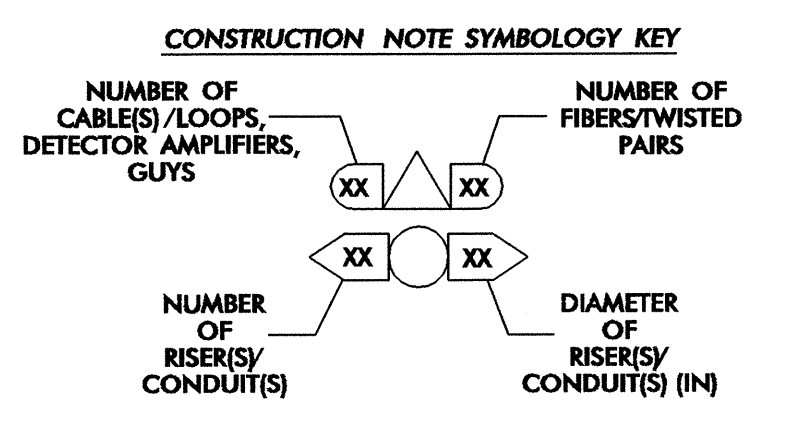 CONSTRUCTION NOTE SYMBOLOGY KEY
NUMBER OF
CABLE(S)/LOOPS,
DETECTOR AMPLIFIERS,
GUYS
NUMBER OF
FIBERS/TWISTED
PAIRS
XX
XX
XX
XX
NUMBER
OF
RISER(S)/
CONDUIT(S)
DIAMETER
OF
RISER(S)/
CONDUIT(S) (IN)